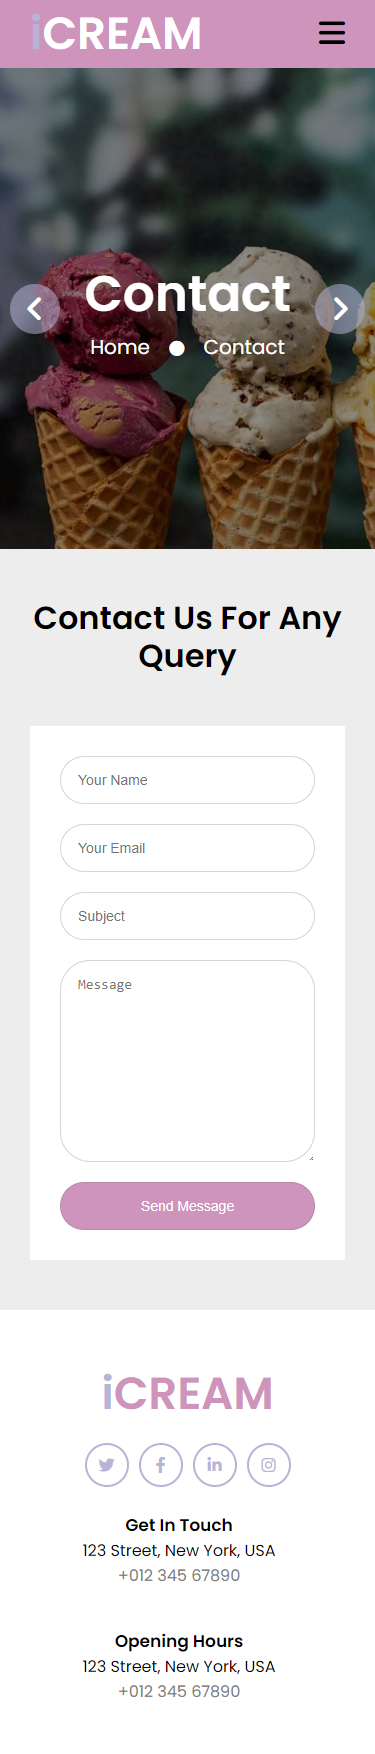 iCREAM
Contact
Home Contact
Contact Us For Any
Query
Your Name
Your Email
Subject
Message
Send Message
iCREAM
Get In Touch
123 Street, New York, USA
+012 345 67890
Opening Hours
123 Street, New York, USA
+012 345 67890